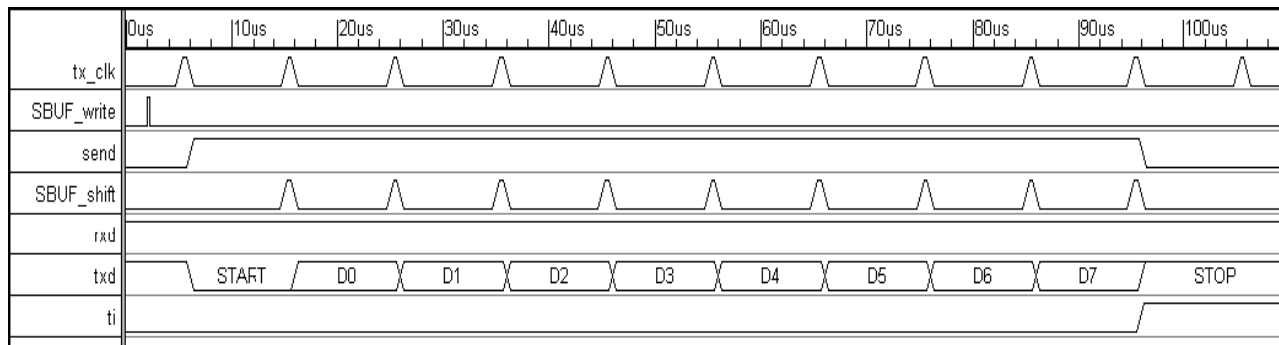 0us 10us 20us 30us 40us 50us 60us 70us 80us 90us 100us
tx_clk
SBUF_write
send
SBUF_shift
rxd
txd START D0 D1 D2 D3 D4 D5 D6 D7 STOP
ti